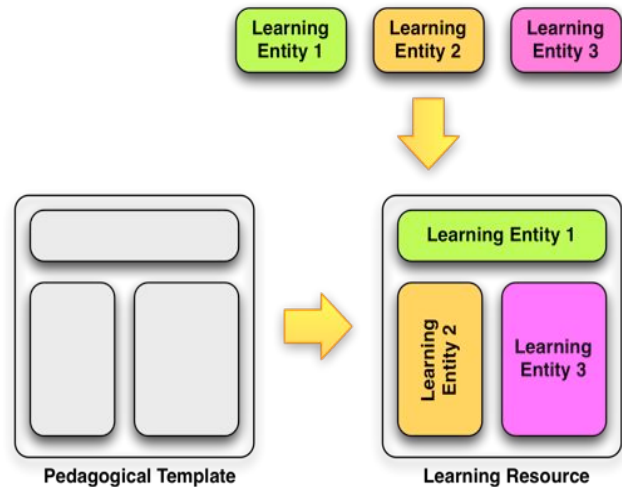 Learning
Entity 1
Learning
Entity 2
Learning
Entity 3
Learning Entity 1
Learning
Entity 2
Learning
Entity 3
Pedagogical Template
Learning Resource